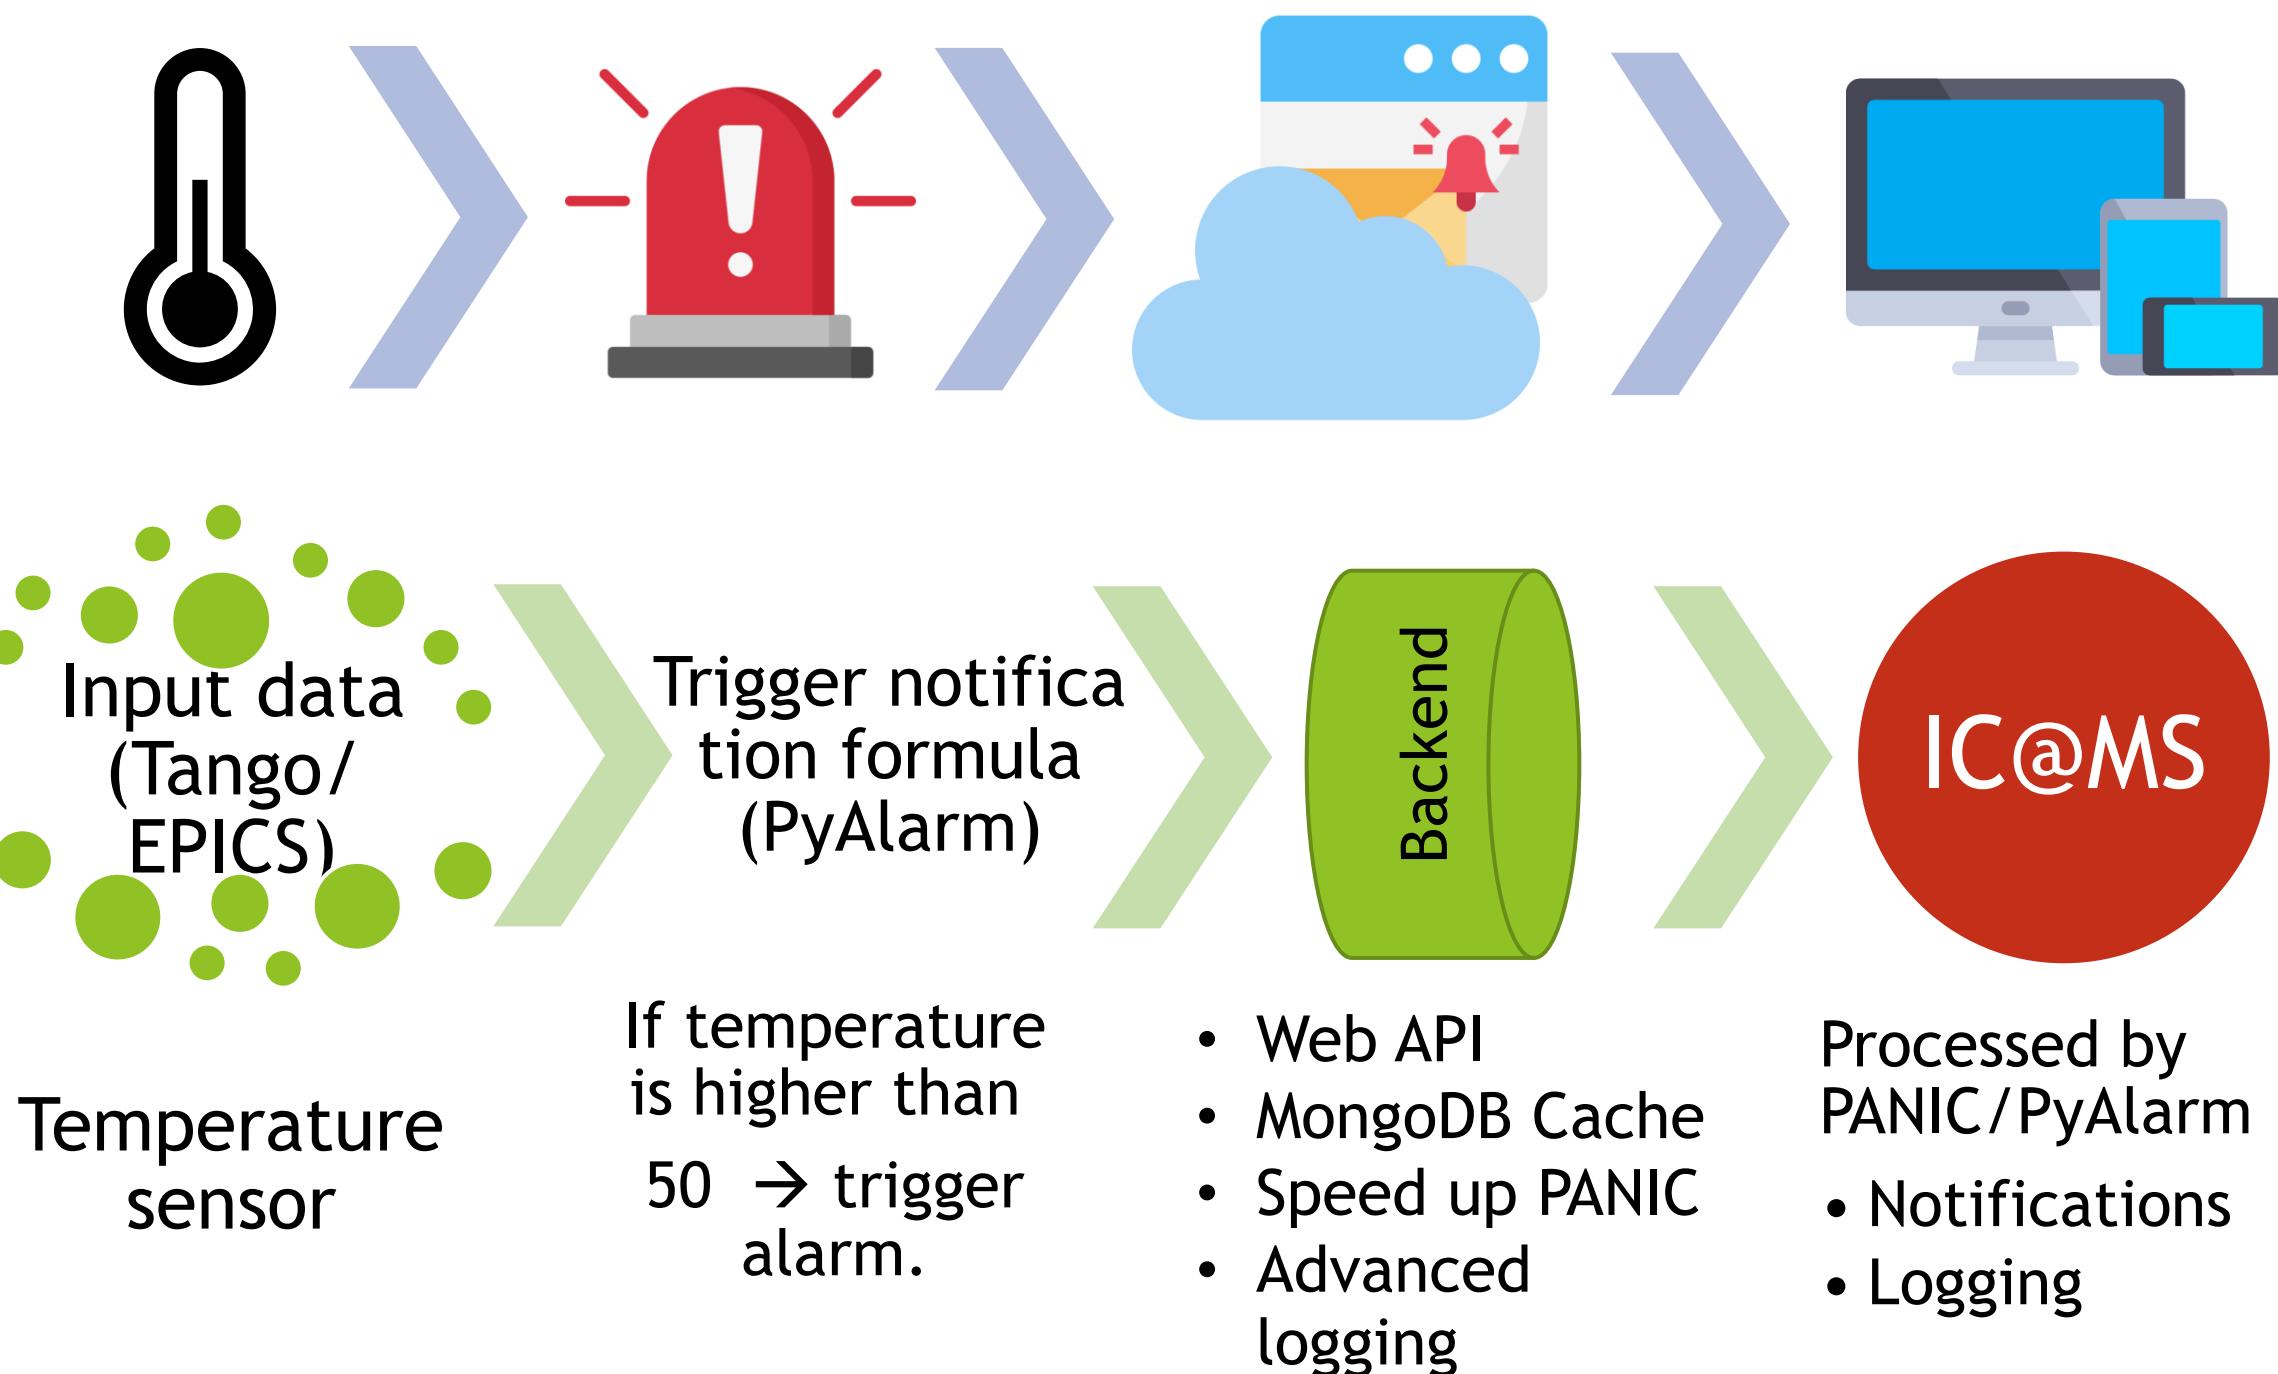 Input data
(Tango/
EPICS)
Trigger notifica
tion formula
(PyAlarm)
Backend
IC@MS
Temperature
sensor
If temperature
is higher than
50 → trigger
alarm.
• Web API
• MongoDB Cache
• Speed up PANIC
• Advanced
logging
Processed by
PANIC/PyAlarm
• Notifications
• Logging